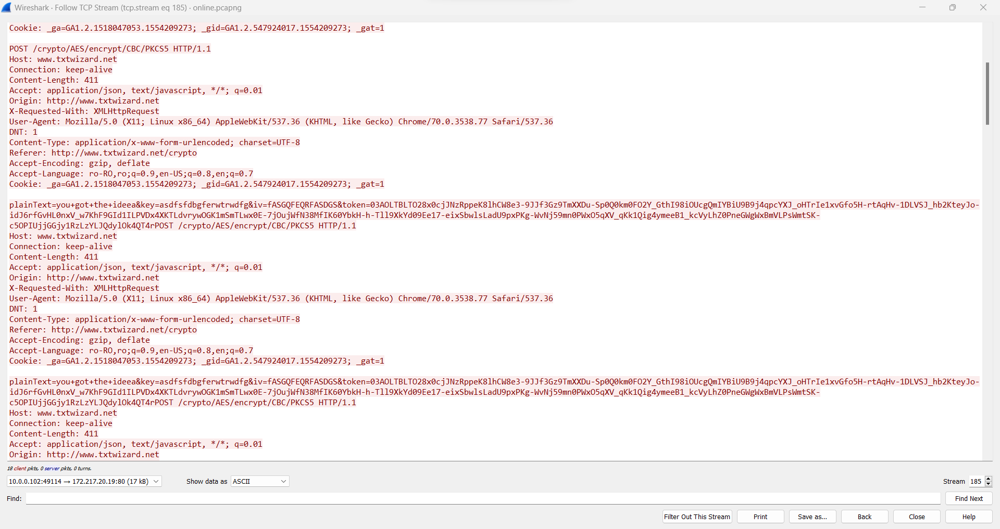 Wireshark · Follow TCP Stream (tcp.stream eq 185) · online.pcapng
Cookie: _ga=GA1.2.1518047053.1554209273; _gid=GA1.2.547924017.1554209273; _gat=1
POST /crypto/AES/encrypt/CBC/PKCS5 HTTP/1.1
Host: www.txtwizard.net
Connection: keep-alive
Content-Length: 411
Accept: application/json, text/javascript, */*; q=0.01
Origin: http://www.txtwizard.net
X-Requested-With: XMLHttpRequest
User-Agent: Mozilla/5.0 (X11; Linux x86_64) AppleWebKit/537.36 (KHTML, like Gecko) Chrome/70.0.3538.77 Safari/537.36
DNT: 1
Content-Type: application/x-www-form-urlencoded; charset=UTF-8
Referer: http://www.txtwizard.net/crypto
Accept-Encoding: gzip, deflate
Accept-Language: ro-RO,ro;q=0.9,en-US;q=0.8,en;q=0.7
Cookie: _ga=GA1.2.1518047053.1554209273; _gid=GA1.2.547924017.1554209273; _gat=1
plainText=you+got+the+ideea&key=asdfsfdbgferwtrwdfg&iv=fASGQFEQRFASDGS&token=03AOLTBLTO28x0cjJNzRppeK8lhCW8e3-9JJf3Gz9TmXXDu-Sp0Q0km0FO2Y_GthI98iOUcgQmIYBiU9B9j4qpcYXJ_oHTrIe1xvGfo5H-rtAqHv-1DLVSJ_hb2KteyJo-
idJ6rfGvHL0nxV_w7KhF9GId1ILPVDx4XKTLdvrywOGK1mSmTLwx0E-7jOujWfN38MfIK60YbkH-h-Tll9XkYd09Ee17-eixSbwlsLadU9pxPKg-WvNj59mn0PWxO5qXV_qKk1Qig4ymeeB1_kcVyLhZ0PneGWgWxBmVLPsWmtSK-
c5OPIUjjGGjy1RzLzYLJQdylOk4QT4rPOST /crypto/AES/encrypt/CBC/PKCS5 HTTP/1.1
Host: www.txtwizard.net
Connection: keep-alive
Content-Length: 411
Accept: application/json, text/javascript, */*; q=0.01
Origin: http://www.txtwizard.net
X-Requested-With: XMLHttpRequest
User-Agent: Mozilla/5.0 (X11; Linux x86_64) AppleWebKit/537.36 (KHTML, like Gecko) Chrome/70.0.3538.77 Safari/537.36
DNT: 1
Content-Type: application/x-www-form-urlencoded; charset=UTF-8
Referer: http://www.txtwizard.net/crypto
Accept-Encoding: gzip, deflate
Accept-Language: ro-RO,ro;q=0.9,en-US;q=0.8,en;q=0.7
Cookie: _ga=GA1.2.1518047053.1554209273; _gid=GA1.2.547924017.1554209273; _gat=1
plainText=you+got+the+ideea&key=asdfsfdbgferwtrwdfg&iv=fASGQFEQRFASDGS&token=03AOLTBLTO28x0cjJNzRppeK8lhCW8e3-9JJf3Gz9TmXXDu-Sp0Q0km0FO2Y_GthI98iOUcgQmIYBiU9B9j4qpcYXJ_oHTrIe1xvGfo5H-rtAqHv-1DLVSJ_hb2KteyJo-
idJ6rfGvHL0nxV_w7KhF9GId1ILPVDx4XKTLdvrywOGK1mSmTLwx0E-7jOujWfN38MfIK60YbkH-h-Tll9XkYd09Ee17-eixSbwlsLadU9pxPKg-WvNj59mn0PWxO5qXV_qKk1Qig4ymeeB1_kcVyLhZ0PneGWgWxBmVLPsWmtSK-
c5OPIUjjGGjy1RzLzYLJQdylOk4QT4rPOST /crypto/AES/encrypt/CBC/PKCS5 HTTP/1.1
Host: www.txtwizard.net
Connection: keep-alive
Content-Length: 411
Accept: application/json, text/javascript, */*; q=0.01
Origin: http://www.txtwizard.net
18 client pkts, 0 server pkts, 0 turns.
10.0.0.102:49114 → 172.217.20.19:80 (17 kB) Show data as ASCII Stream 185
Find: Find Next
Filter Out This Stream Print Save as... Back Close Help